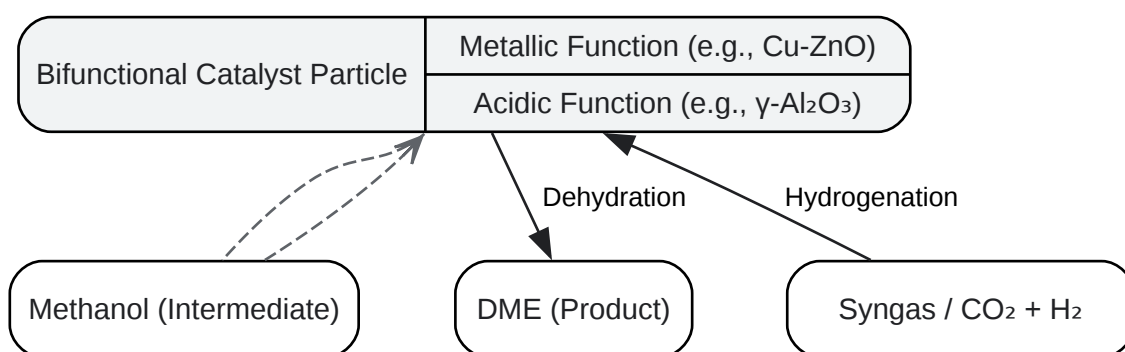 Bifunctional Catalyst Particle
Metallic Function (e.g., Cu-ZnO)
Acidic Function (e.g., γ-Al₂O₃)
Dehydration
Hydrogenation
Methanol (Intermediate)
DME (Product)
Syngas / CO₂ + H₂